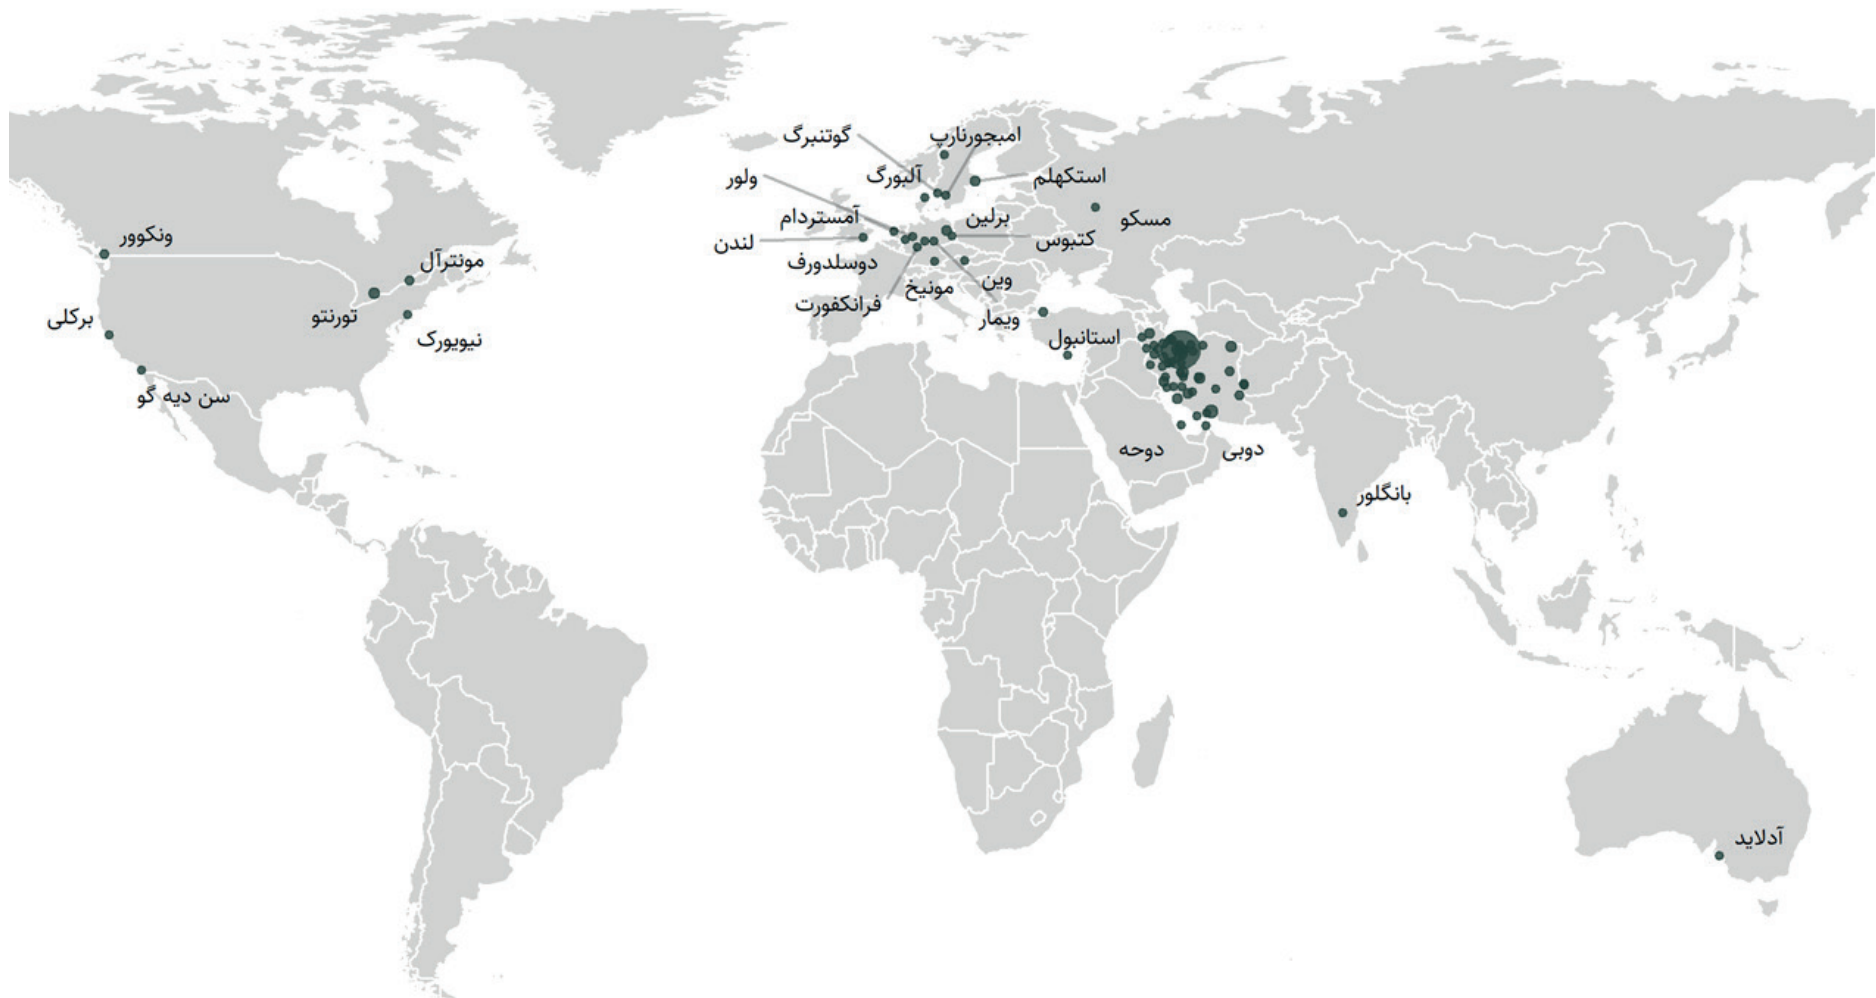 گوتنبرگ
امبجورنارپ
ولور
آلبورگ
استکهلم
آمستردام
برلین
مسکو
لندن
کتبوس
دوسلدورف
وین
مونیخ
فرانکفورت
ویمار
استانبول
ونکوور
مونترآل
تورنتو
برکلی
نیویورک
سن دیه گو
دوحه
دوبی
بانگلور
آدلاید